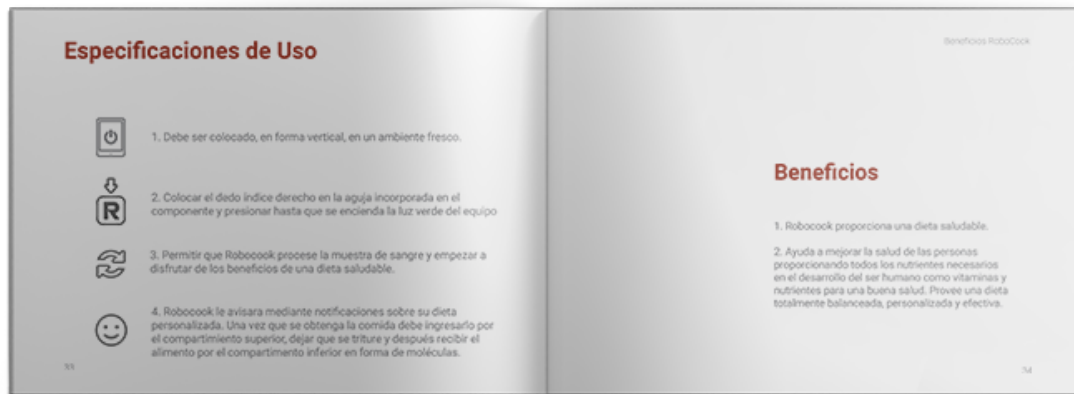 Especificaciones de Uso
1. Debe ser colocado, en forma vertical, en un ambiente fresco.
R
2. Colocar el dedo índice derecho en la aguja incorporada en el
componente y presionar hasta que se encienda la luz verde del equipo
3. Permitir que Robocook procese la muestra de sangre y empezar a
disfrutar de los beneficios de una dieta saludable.
4. Robocook le avisara mediante notificaciones sobre su dieta
personalizada. Una vez que se obtenga la comida debe ingresarlo por
el compartimiento superior, dejar que se triture y después recibir el
alimento por el compartimento inferior en forma de moléculas.
33
Beneficios RoboCook
Beneficios
1. Robocook proporciona una dieta saludable.
2. Ayuda a mejorar la salud de las personas
proporcionando todos los nutrientes necesarios
en el desarrollo del ser humano como vitaminas y
nutrientes para una buena salud. Provee una dieta
totalmente balanceada, personalizada y efectiva.
34